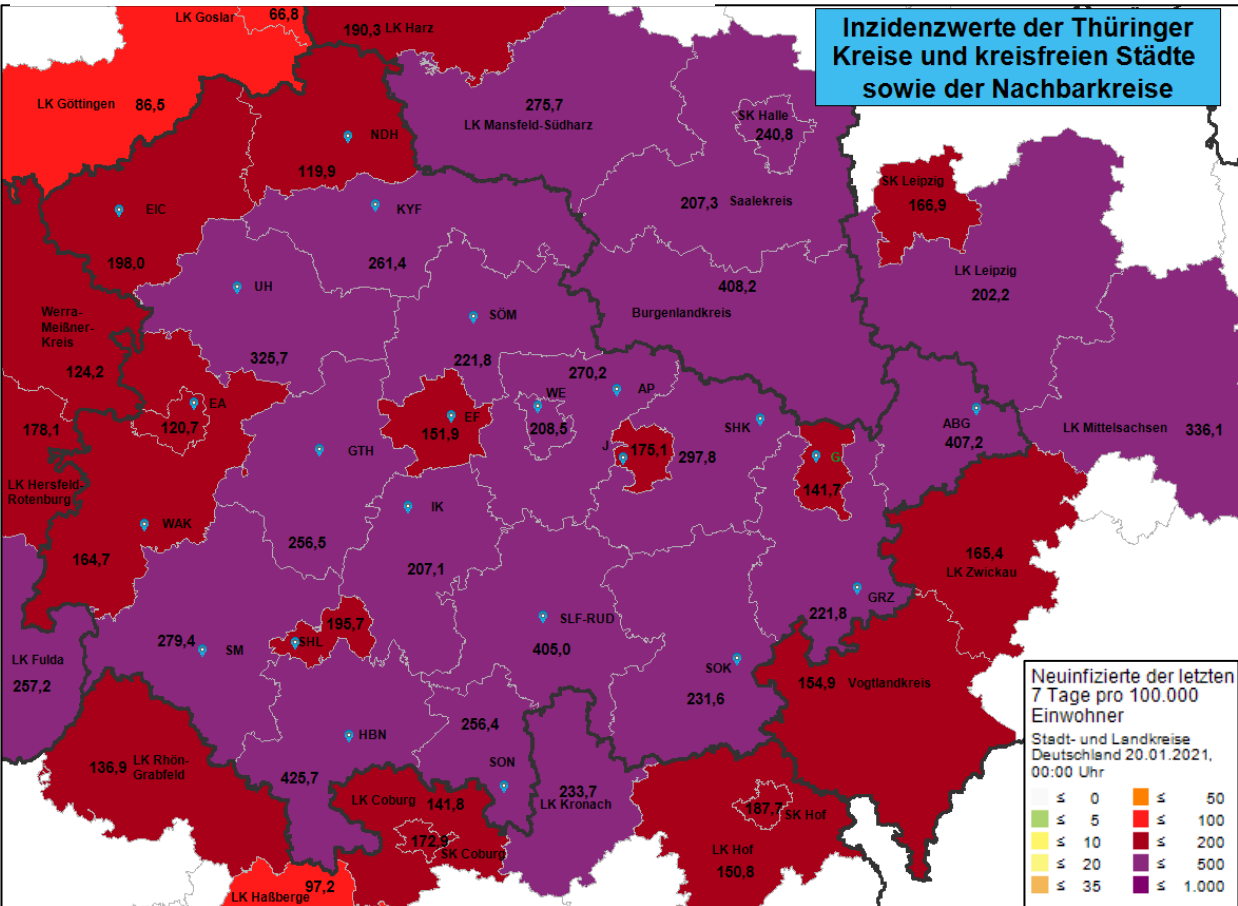 LK Goslar
66,8
190,3 LK Harz
Inzidenzwerte der Thüringer
Kreise und kreisfreien Städte
sowie der Nachbarkreise
LK Göttingen 86,5
275,7
LK Mansfeld-Südharz
SK Halle
240,8
NDH
119,9
SK Leipzig
166,9
EIC
198,0
KYF
261,4
207,3 Saalekreis
LK Leipzig
202,2
UH
325,7
408,2
Burgenlandkreis
Werra-
Meißner-
Kreis
124,2
SÖM
221,8
270,2
AP
WE
208,5
EA
120,7
EF
151,9
SHK
297,8
J
175,1
G
141,7
ABG
407,2
LK Mittelsachsen 336,1
178,1
LK Hersfeld-
Rotenburg
GTH
256,5
WAK
164,7
IK
207,1
165,4
LK Zwickau
GRZ
221,8
195,7
SHL
SLF-RUD
405,0
279,4
SM
LK Fulda
257,2
SOK
231,6
154,9 Vogtlandkreis
HBN
425,7
256,4
SON
136,9 LK Rhön-
Grabfeld
LK Coburg 141,8
172,9
SK Coburg
233,7
LK Kronach
187,7
SK Hof
LK Hof
150,8
97,2
LK Haßberge
Neuinfizierte der letzten
7 Tage pro 100.000
Einwohner
Stadt- und Landkreise
Deutschland 20.01.2021,
00:00 Uhr
≤ 0 ≤ 50
≤ 5 ≤ 100
≤ 10 ≤ 200
≤ 20 ≤ 500
≤ 35 ≤ 1.000